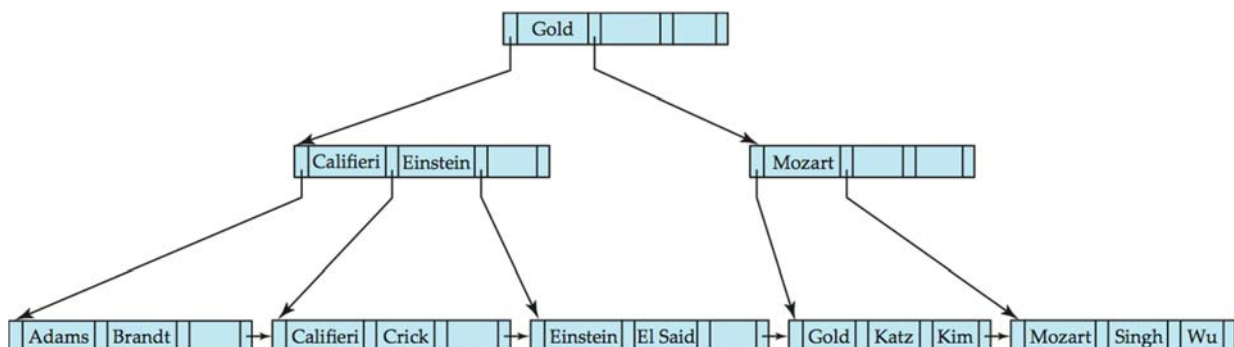 Gold
Califieri Einstein
Mozart
Adams Brandt
Califieri Crick
Einstein El Said
Gold Katz Kim
Mozart Singh Wu